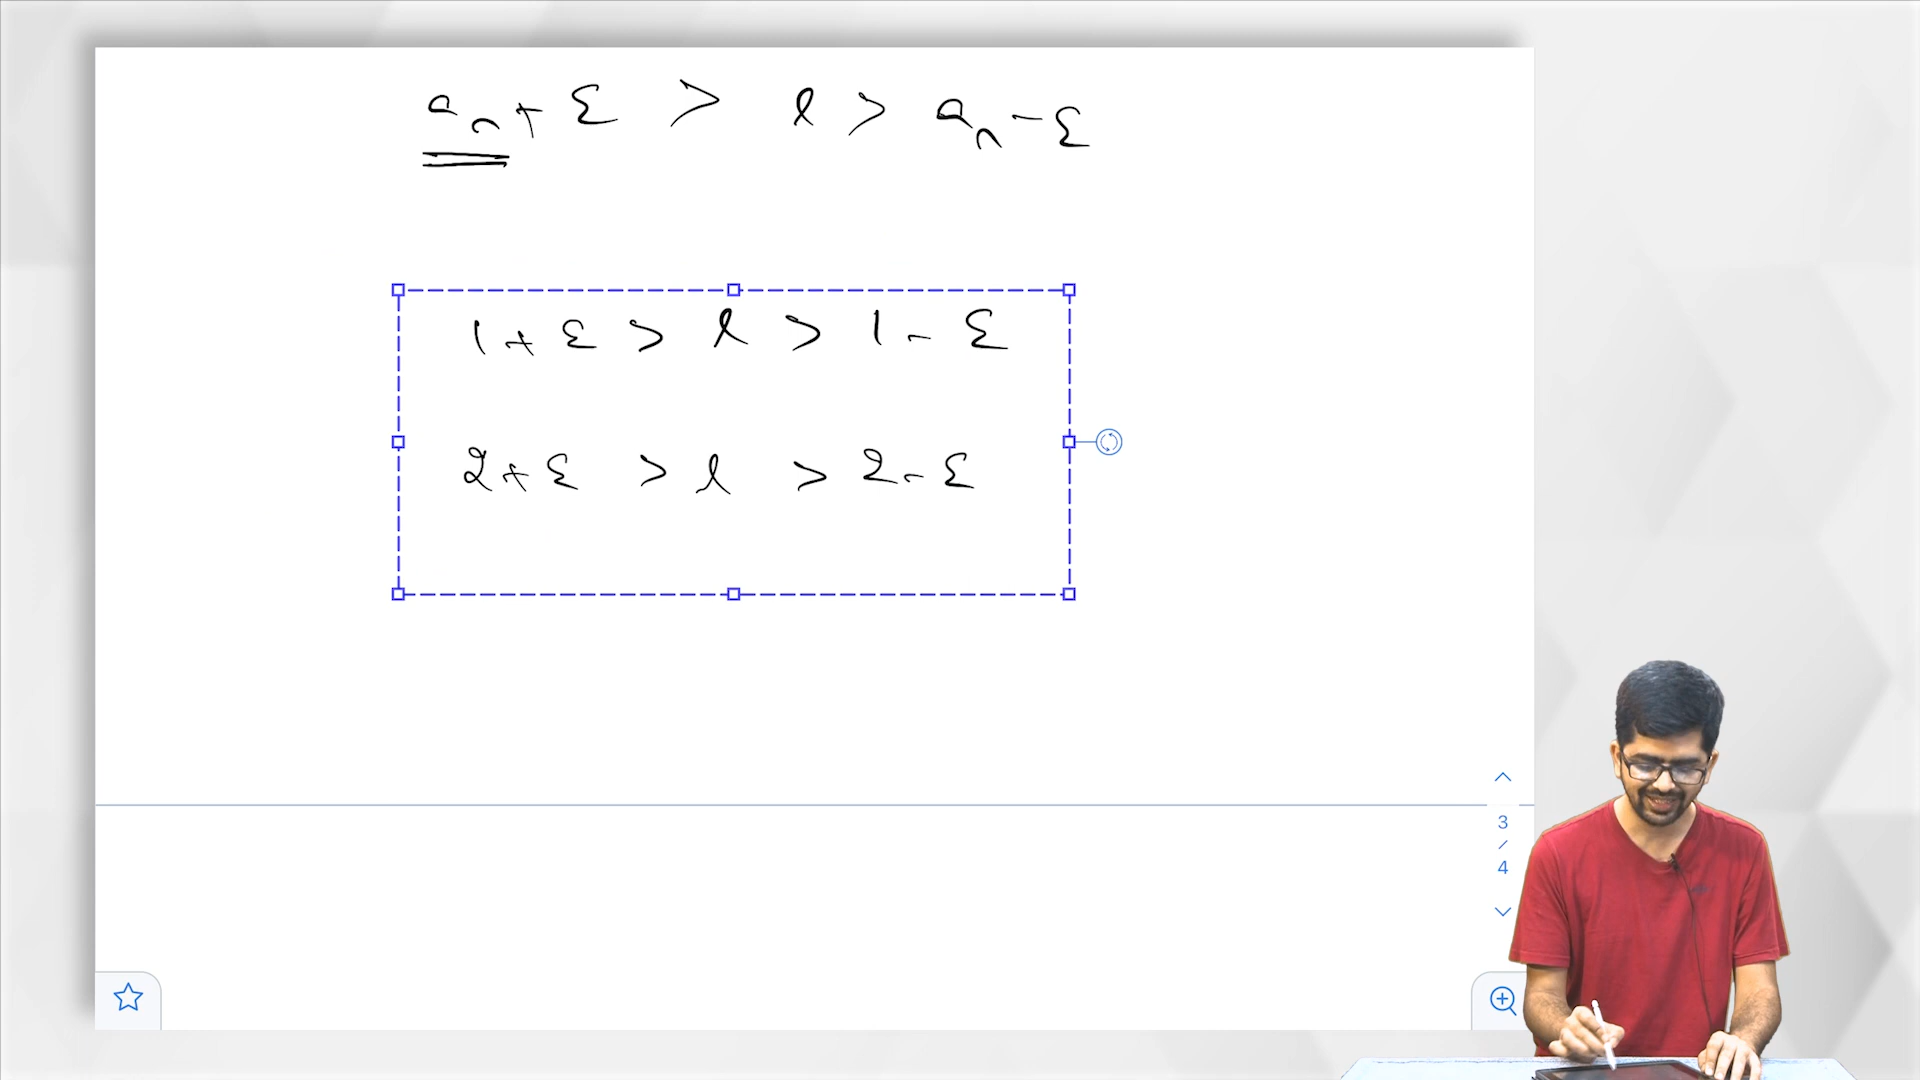 aₙ + ε > l > aₙ - ε
1 + ε > l > 1 - ε
2 + ε > l > 2 - ε
3
/
4